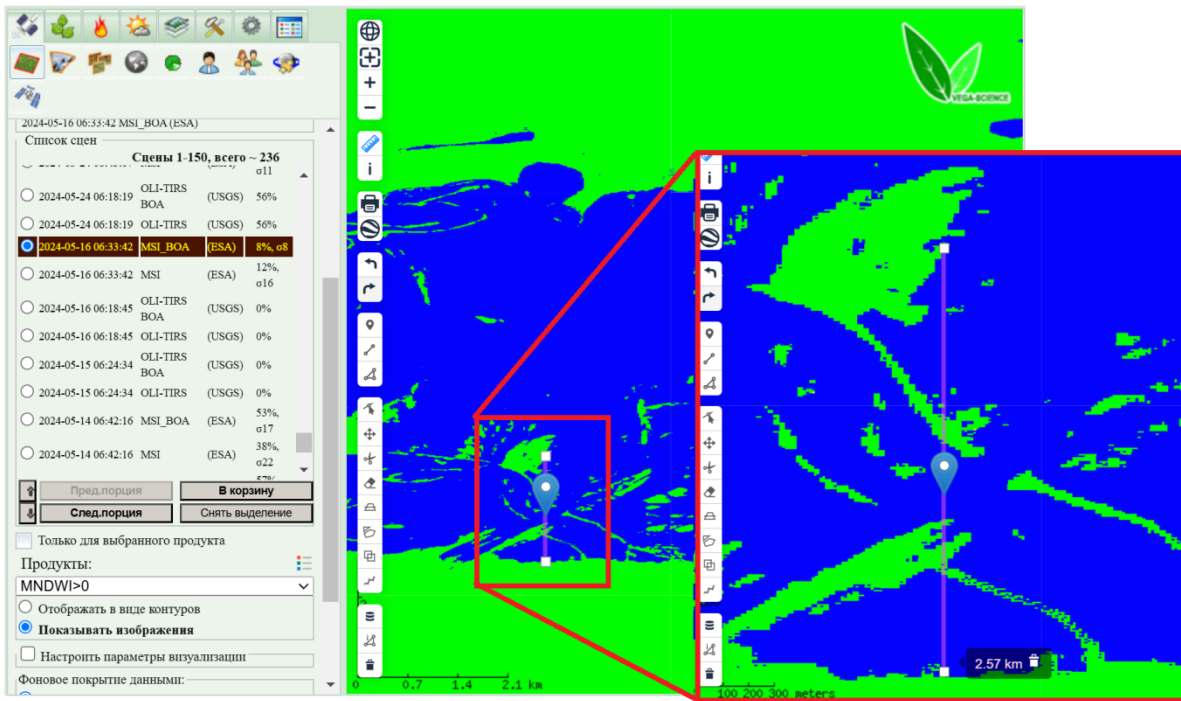 2024-05-16 06:33:42 MSI_BOA (ESA)
Список сцен
Сцены 1-150, всего ~ 236
σ11
2024-05-24 06:18:19 OLI-TIRS BOA (USGS) 56%
2024-05-24 06:18:19 OLI-TIRS (USGS) 56%
2024-05-16 06:33:42 MSI_BOA (ESA) 8%, σ8
2024-05-16 06:33:42 MSI (ESA) 12%, σ16
2024-05-16 06:18:45 OLI-TIRS BOA (USGS) 0%
2024-05-16 06:18:45 OLI-TIRS (USGS) 0%
2024-05-15 06:24:34 OLI-TIRS BOA (USGS) 0%
2024-05-15 06:24:34 OLI-TIRS (USGS) 0%
2024-05-14 06:42:16 MSI_BOA (ESA) 53%, σ17
2024-05-14 06:42:16 MSI (ESA) 38%, σ22
Пред.порция В корзину
След.порция Снять выделение
Только для выбранного продукта
Продукты:
MNDWI>0
Отображать в виде контуров
Показывать изображения
Настроить параметры визуализации
Фоновое покрытие данными:
VEGA-SCIENCE
0 0.7 1.4 2.1 km
2.57 km
100 200 300 meters